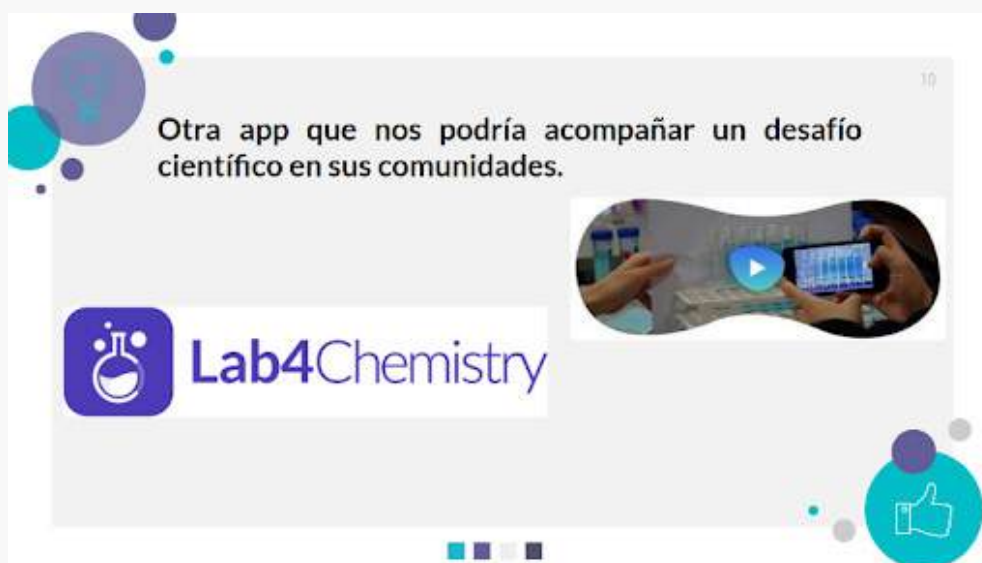 10
Otra app que nos podría acompañar un desafío
científico en sus comunidades.
Lab4Chemistry